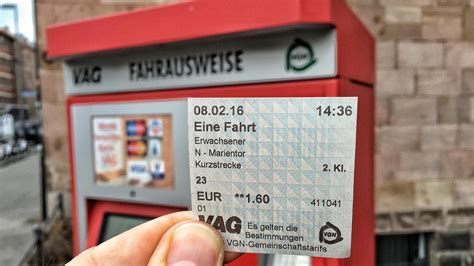 VAG FAHRAUSWEISE VGN
08.02.16 14:36
Eine Fahrt
Erwachsener
N - Marientor
Kurzstrecke 2. Kl.
23
EUR **1.60 411041
01
VAG Es gelten die
Bestimmungen
VGN-Gemeinschaftstarifs VGN